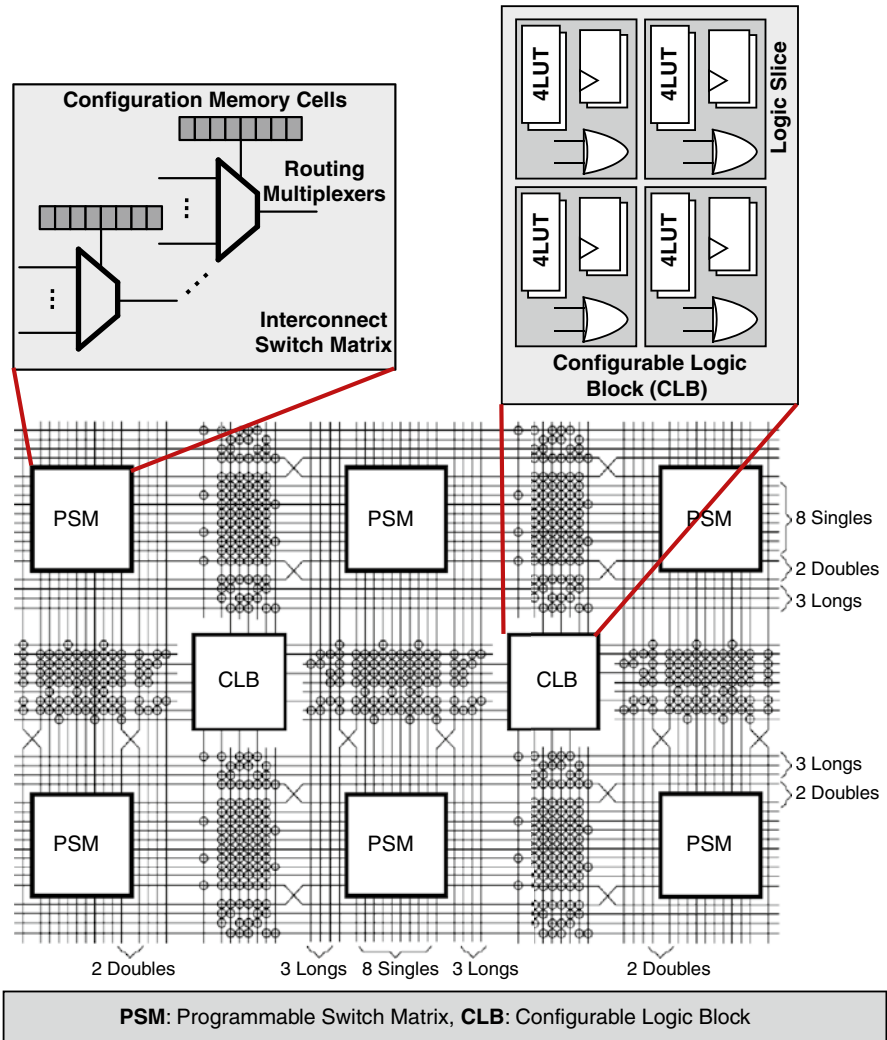 Configuration Memory Cells
Routing
Multiplexers
Interconnect
Switch Matrix
4LUT
4LUT
Logic Slice
4LUT
4LUT
Configurable Logic
Block (CLB)
PSM
PSM
PSM
8 Singles
2 Doubles
3 Longs
CLB
CLB
3 Longs
2 Doubles
PSM
PSM
PSM
2 Doubles
3 Longs
8 Singles
3 Longs
2 Doubles
PSM: Programmable Switch Matrix, CLB: Configurable Logic Block